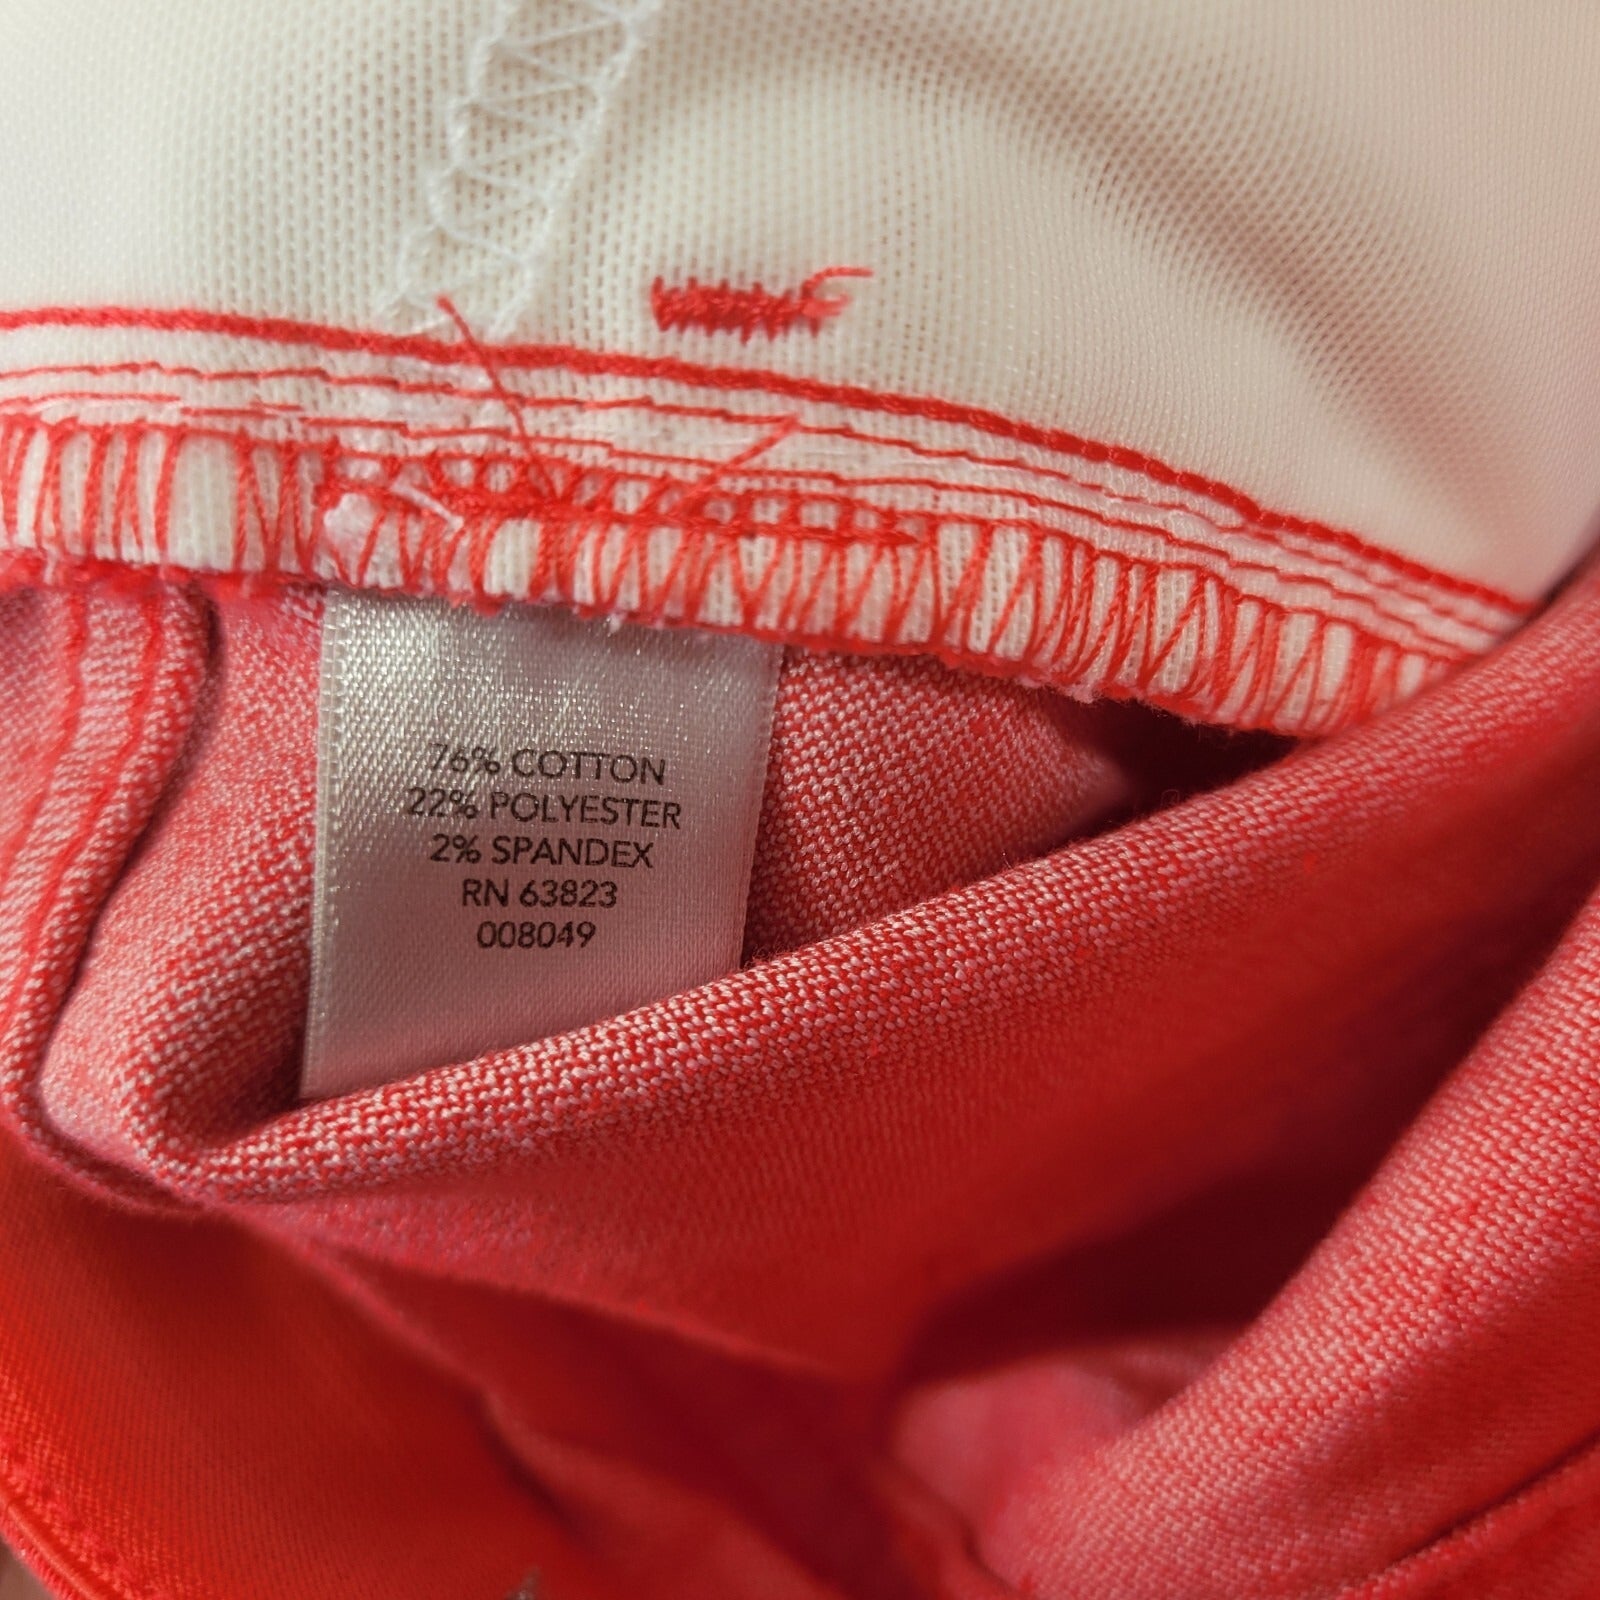 76% COTTON
22% POLYESTER
2% SPANDEX
RN 63823
008049